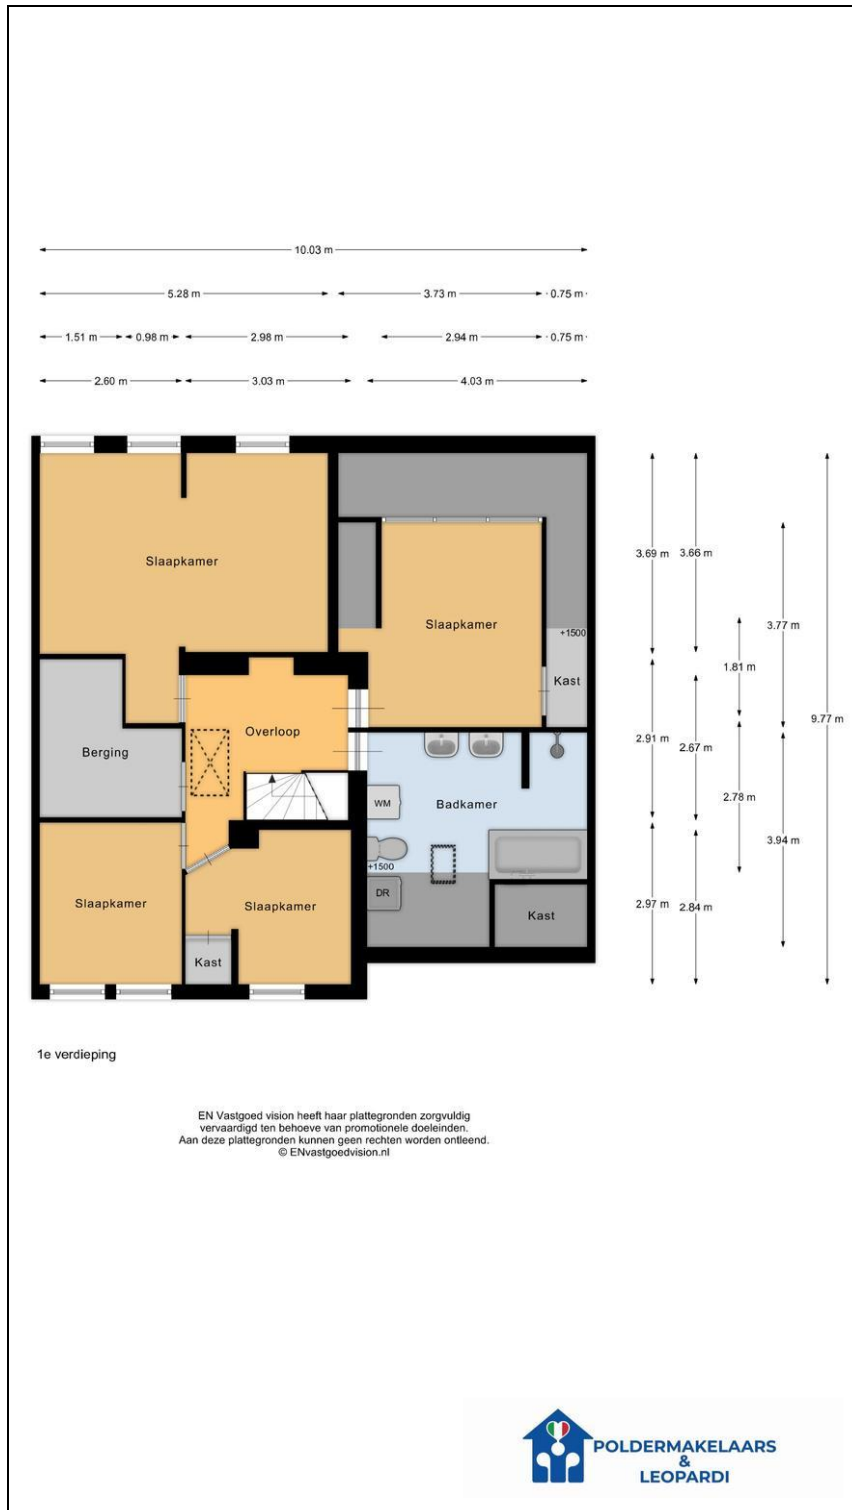 10.03 m
5.28 m
3.73 m
0.75 m
1.51 m
0.98 m
2.98 m
2.94 m
0.75 m
2.60 m
3.03 m
4.03 m
Slaapkamer
Slaapkamer
+1500
Kast
Overloop
Berging
WM
Badkamer
+1500
DR
Kast
Slaapkamer
Slaapkamer
Kast
3.69 m
3.66 m
3.77 m
1.81 m
9.77 m
2.91 m
2.67 m
2.78 m
3.94 m
2.97 m
2.84 m
1e verdieping
EN Vastgoed vision heeft haar plattegronden zorgvuldig
vervaardigd ten behoeve van promotionele doeleinden.
Aan deze plattegronden kunnen geen rechten worden ontleend.
© ENvastgoedvision.nl
POLDERMAKELAARS
&
LEOPARDI